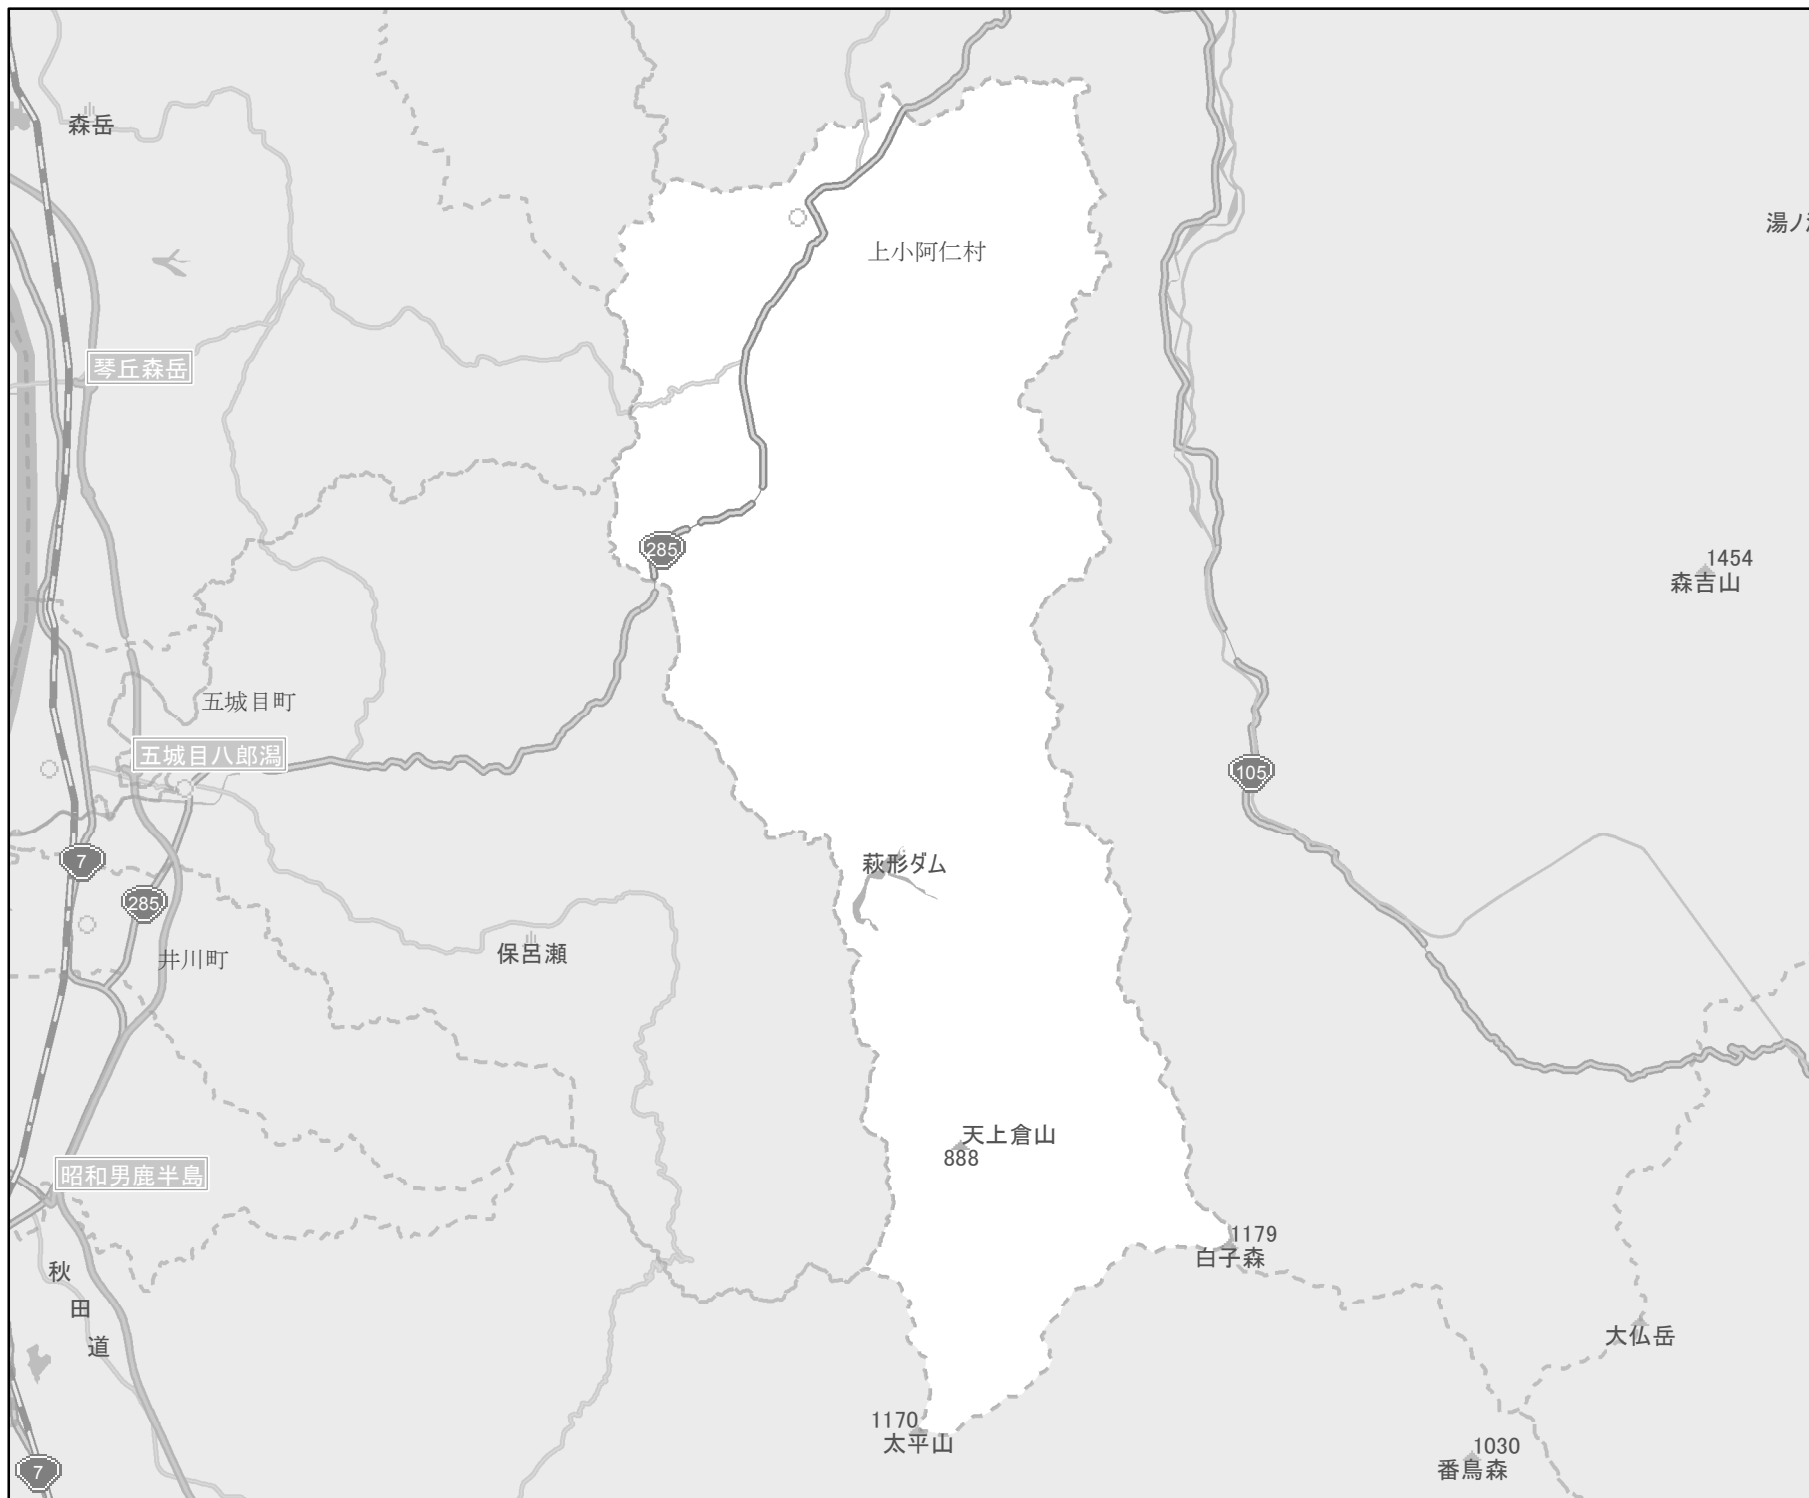 森岳
湯ノ
上小阿仁村
琴丘森岳
285
1454
森吉山
五城目町
五城目八郎潟
105
7
萩形ダム
285
保呂瀬
井川町
天上倉山
888
昭和男鹿半島
1179
白子森
秋
田
道
大仏岳
1170
太平山
1030
番鳥森
7